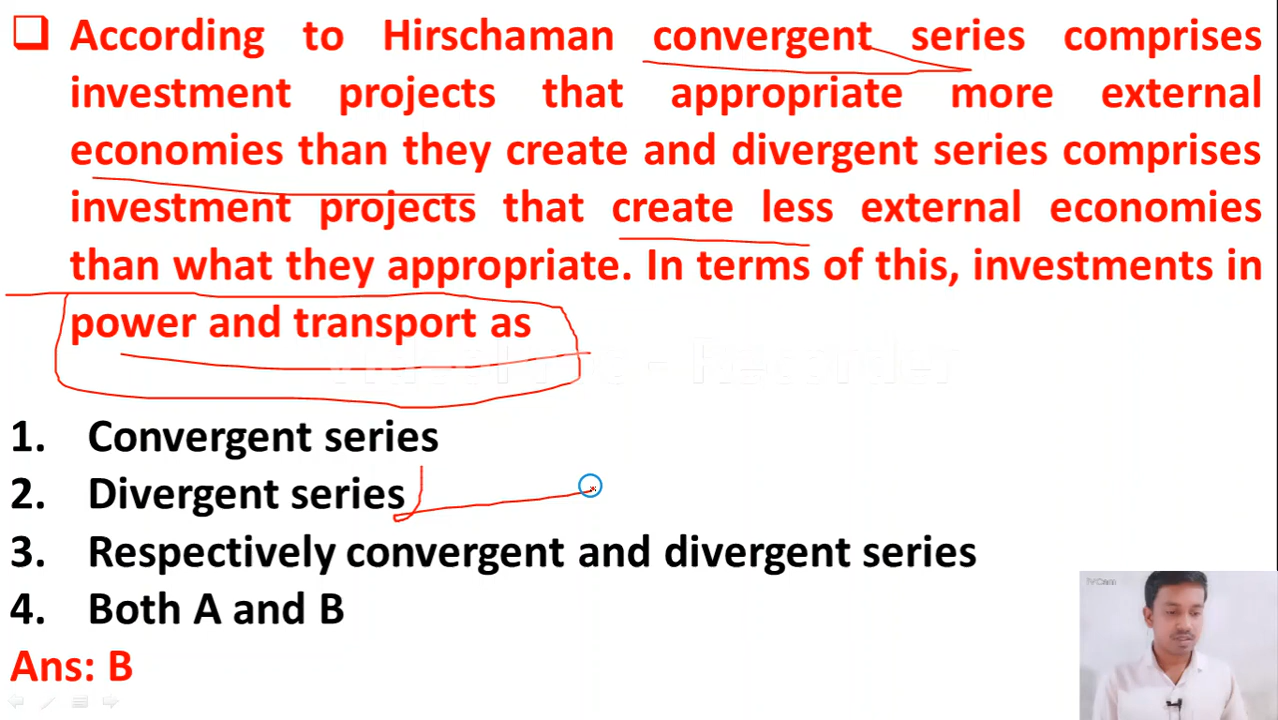 ❑ According to Hirschaman convergent series comprises
investment projects that appropriate more external
economies than they create and divergent series comprises
investment projects that create less external economies
than what they appropriate. In terms of this, investments in
power and transport as
1. Convergent series
2. Divergent series
3. Respectively convergent and divergent series
4. Both A and B
Ans: B
Recorder